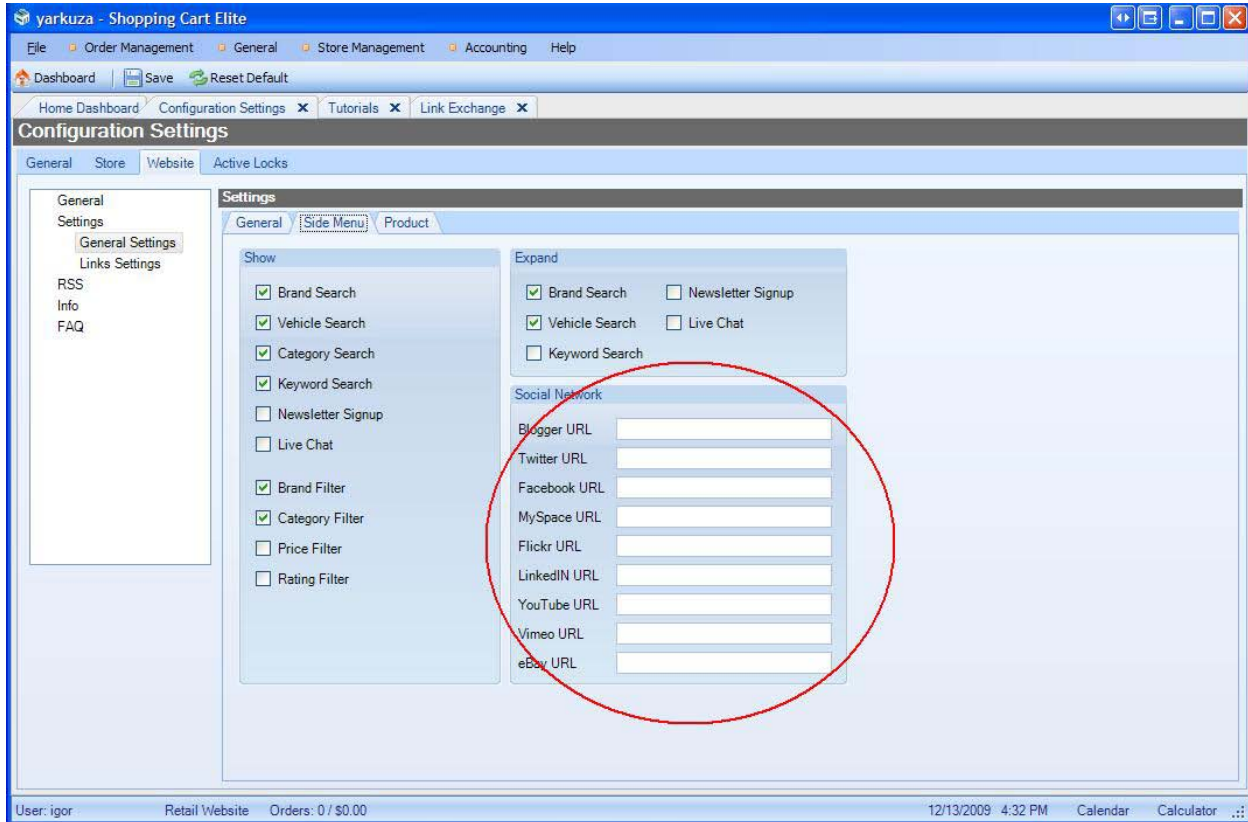 yarkuza - Shopping Cart Elite
File Order Management General Store Management Accounting Help
Dashboard Save Reset Default
Home Dashboard Configuration Settings Tutorials Link Exchange
Configuration Settings
General Store Website Active Locks
General
Settings
General Settings
Links Settings
RSS
Info
FAQ
Settings
General Side Menu Product
Show
Brand Search
Vehicle Search
Category Search
Keyword Search
Newsletter Signup
Live Chat
Brand Filter
Category Filter
Price Filter
Rating Filter
Expand
Brand Search Newsletter Signup
Vehicle Search Live Chat
Keyword Search
Social Network
Blogger URL
Twitter URL
Facebook URL
MySpace URL
Flickr URL
LinkedIN URL
YouTube URL
Vimeo URL
eBay URL
User: igor Retail Website Orders: 0 / $0.00 12/13/2009 4:32 PM Calendar Calculator